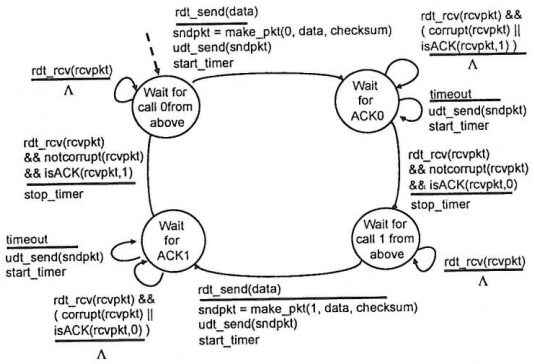 rdt_send(data)
sndpkt = make_pkt(0, data, checksum)
udt_send(sndpkt)
start_timer
rdt_rcv(rcvpkt) &&
( corrupt(rcvpkt) ||
isACK(rcvpkt,1) )
Λ
rdt_rcv(rcvpkt)
Λ
Wait for
call 0from
above
Wait
for
ACK0
timeout
udt_send(sndpkt)
start_timer
rdt_rcv(rcvpkt)
&& notcorrupt(rcvpkt)
&& isACK(rcvpkt,1)
stop_timer
rdt_rcv(rcvpkt)
&& notcorrupt(rcvpkt)
&& isACK(rcvpkt,0)
stop_timer
timeout
udt_send(sndpkt)
start_timer
Wait
for
ACK1
Wait for
call 1 from
above
rdt_rcv(rcvpkt)
Λ
rdt_rcv(rcvpkt) &&
( corrupt(rcvpkt) ||
isACK(rcvpkt,0) )
Λ
rdt_send(data)
sndpkt = make_pkt(1, data, checksum)
udt_send(sndpkt)
start_timer